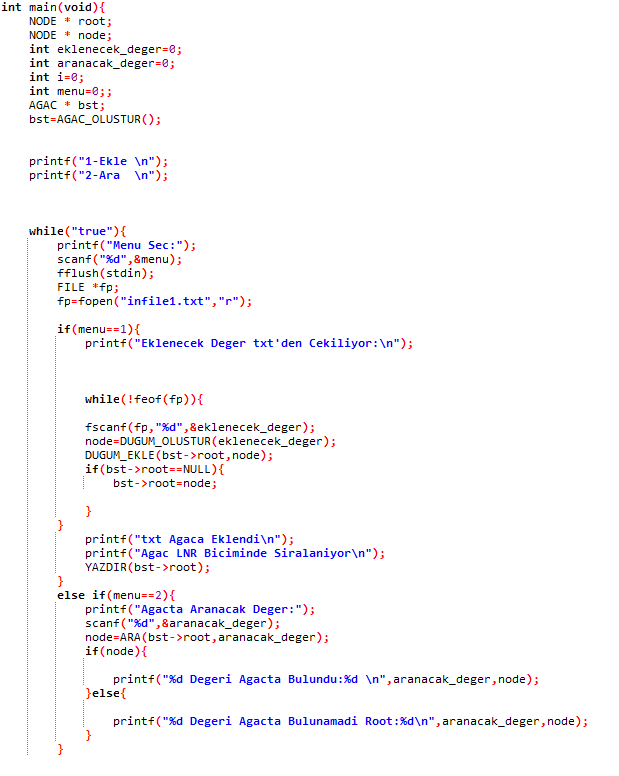 int main(void){
NODE * root;
NODE * node;
int eklenecek_deger=0;
int aranacak_deger=0;
int i=0;
int menu=0;;
AGAC * bst;
bst=AGAC_OLUSTUR();
printf("1-Ekle \n");
printf("2-Ara  \n");
while("true"){
printf("Menu Sec:");
scanf("%d",&menu);
fflush(stdin);
FILE *fp;
fp=fopen("infile1.txt","r");
if(menu==1){
printf("Eklenecek Deger txt'den Cekiliyor:\n");
while(!feof(fp)){
fscanf(fp,"%d",&eklenecek_deger);
node=DUGUM_OLUSTUR(eklenecek_deger);
DUGUM_EKLE(bst->root,node);
if(bst->root==NULL){
bst->root=node;
}
}
printf("txt Agaca Eklendi\n");
printf("Agac LNR Biciminde Siralaniyor\n");
YAZDIR(bst->root);
}
else if(menu==2){
printf("Agacta Aranacak Deger:");
scanf("%d",&aranacak_deger);
node=ARA(bst->root,aranacak_deger);
if(node){
printf("%d Degeri Agacta Bulundu:%d \n",aranacak_deger,node);
}else{
printf("%d Degeri Agacta Bulunamadi Root:%d\n",aranacak_deger,node);
}
}